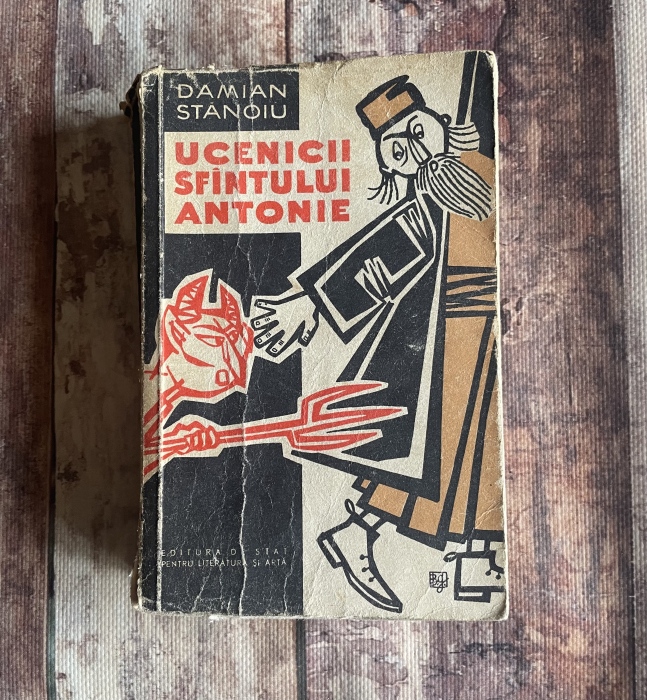 DAMIAN
STĂNOIU
UCENICII
SFÎNTULUI
ANTONIE
EDITURA DE STAT
PENTRU LITERATURĂ ȘI ARTĂ